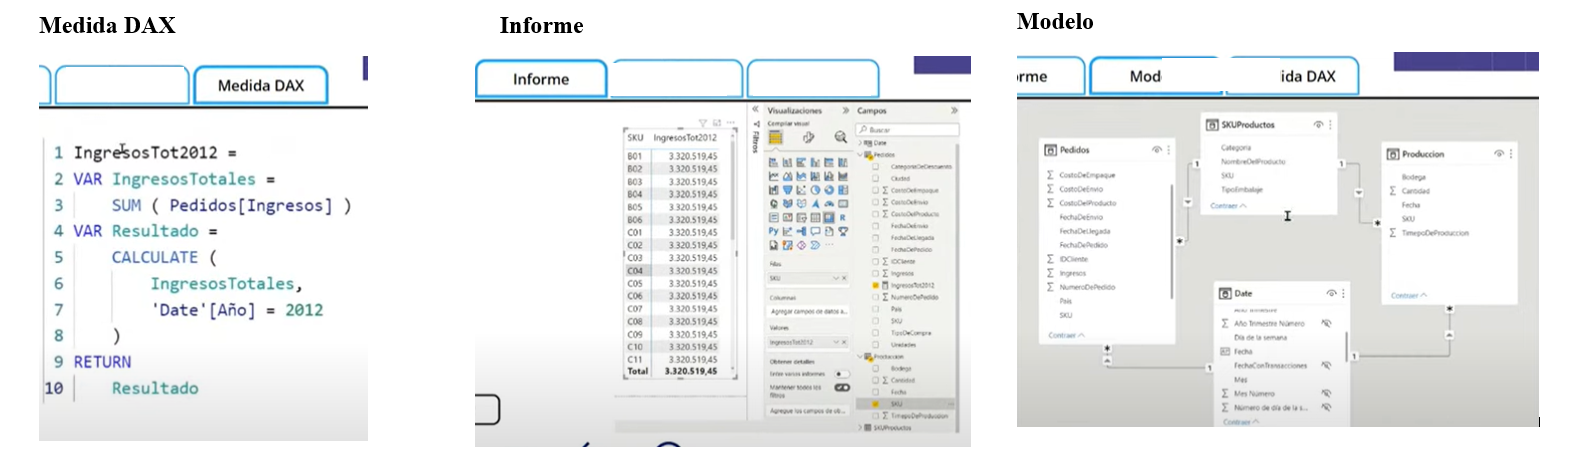 Medida DAX
Medida DAX
1 IngresosTot2012 =
2 VAR IngresosTotales =
3 SUM ( Pedidos[Ingresos] )
4 VAR Resultado =
5 CALCULATE (
6 IngresosTotales,
7 'Date'[Año] = 2012
8 )
9 RETURN
10 Resultado
Informe
Informe
SKU IngresosTot2012
B01 3.320.519,45
B02 3.320.519,45
B03 3.320.519,45
B04 3.320.519,45
B05 3.320.519,45
B06 3.320.519,45
C01 3.320.519,45
C02 3.320.519,45
C03 3.320.519,45
C04 3.320.519,45
C05 3.320.519,45
C06 3.320.519,45
C07 3.320.519,45
C08 3.320.519,45
C09 3.320.519,45
C10 3.320.519,45
C11 3.320.519,45
Total 3.320.519,45
Filtros
Visualizaciones
Compilar visual
Filas
SKU
Columnas
Agregar campos de datos a...
Valores
IngresosTot2012
Obtener detalles
Entre varios informes
Mantener todos los filtros
Agregue los campos de ob...
Campos
Buscar
Date
Pedidos
CategoriaDeDescuento
Ciudad
CostoDeEmpaque
CostoDeEnvio
CostoDelProducto
FechaDeEnvio
FechaDeLlegada
FechaDePedido
IDCliente
Ingresos
IngresosTot2012
NumeroDePedido
Pais
SKU
TipoDeCompra
Unidades
Produccion
Bodega
Cantidad
Fecha
SKU
TimepoDeProduccion
SKUProductos
Modelo
rme
Mod
ida DAX
Pedidos
CostoDeEmpaque
CostoDeEnvio
CostoDelProducto
FechaDeEnvio
FechaDeLlegada
FechaDePedido
IDCliente
Ingresos
NumeroDePedido
Pais
SKU
Contraer
SKUProductos
Categoria
NombreDelProducto
SKU
TipoEmbalaje
Contraer
Produccion
Bodega
Cantidad
Fecha
SKU
TimepoDeProduccion
Contraer
Date
Año Trimestre Número
Día de la semana
Fecha
FechaConTransacciones
Mes
Mes Número
Número de día de la s...
Contraer
1
1
*
*
*
*
1
1